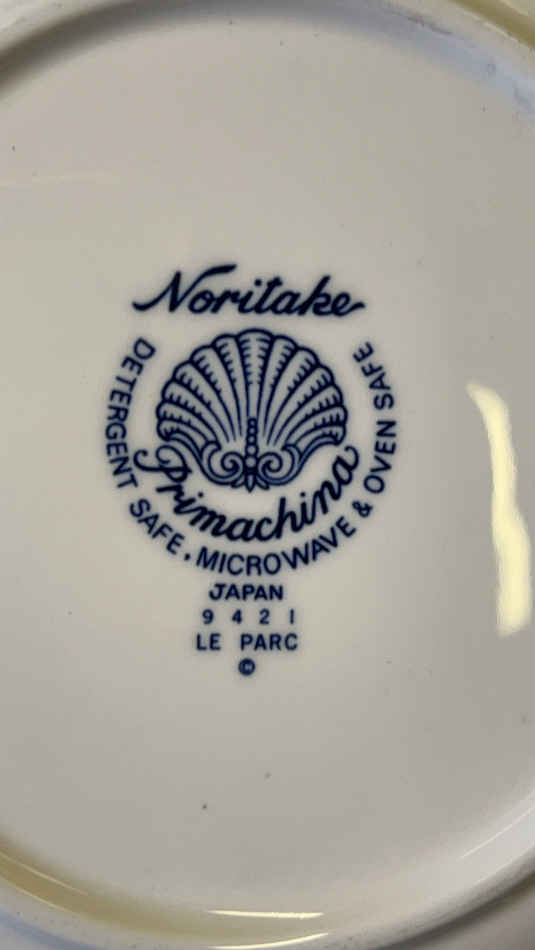 Noritake
Primachina
DETERGENT SAFE. MICROWAVE & OVEN SAFE
JAPAN
9421
LE PARC
©